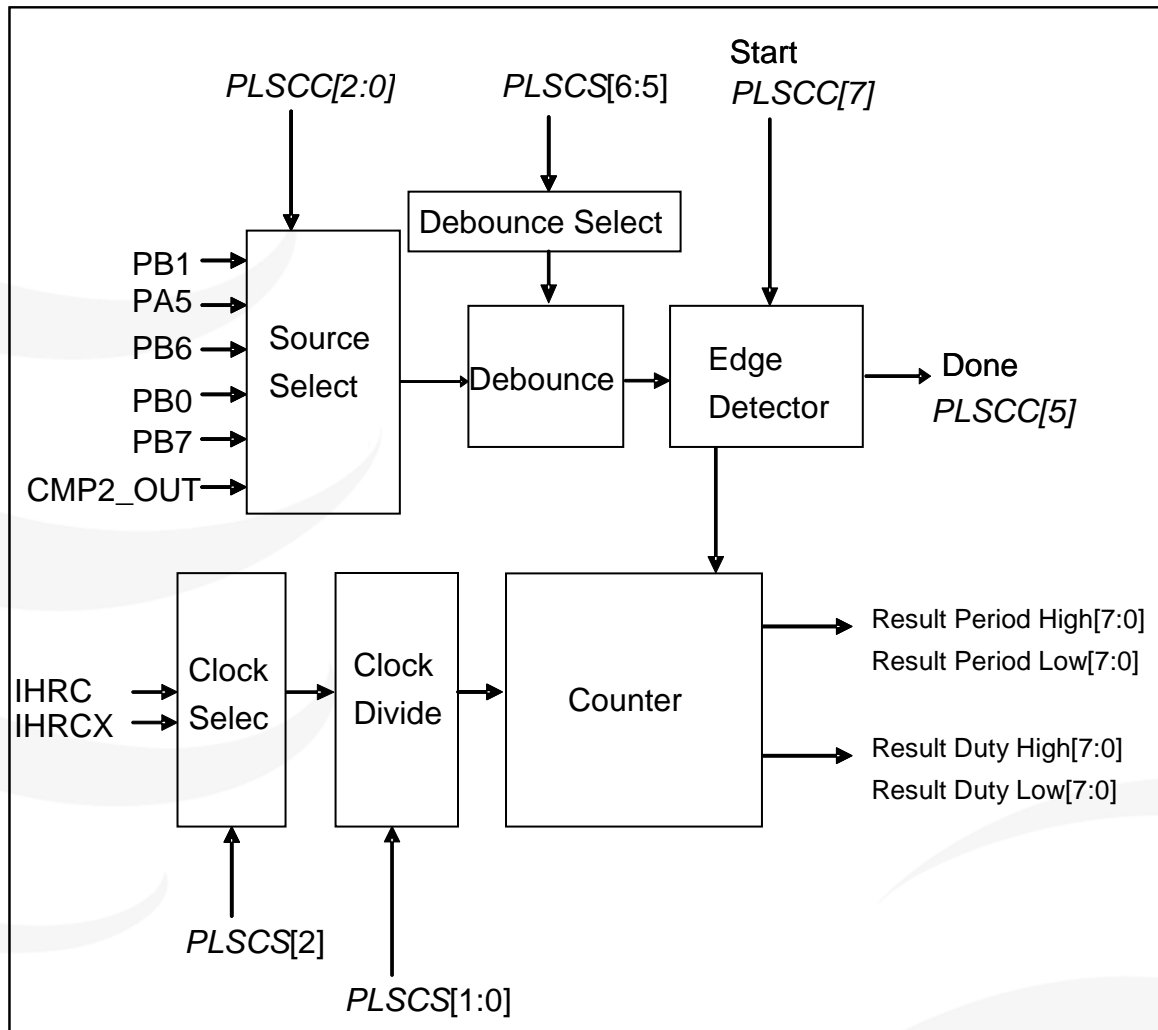 Start
PLSCC[2:0]
PLSCS[6:5]
PLSCC[7]
Debounce Select
PB1
PA5
PB6
PB0
PB7
CMP2_OUT
Source
Select
Debounce
Edge
Detector
Done
PLSCC[5]
IHRC
IHRCX
Clock
Selec
Clock
Divide
Counter
Result Period High[7:0]
Result Period Low[7:0]
Result Duty High[7:0]
Result Duty Low[7:0]
PLSCS[2]
PLSCS[1:0]